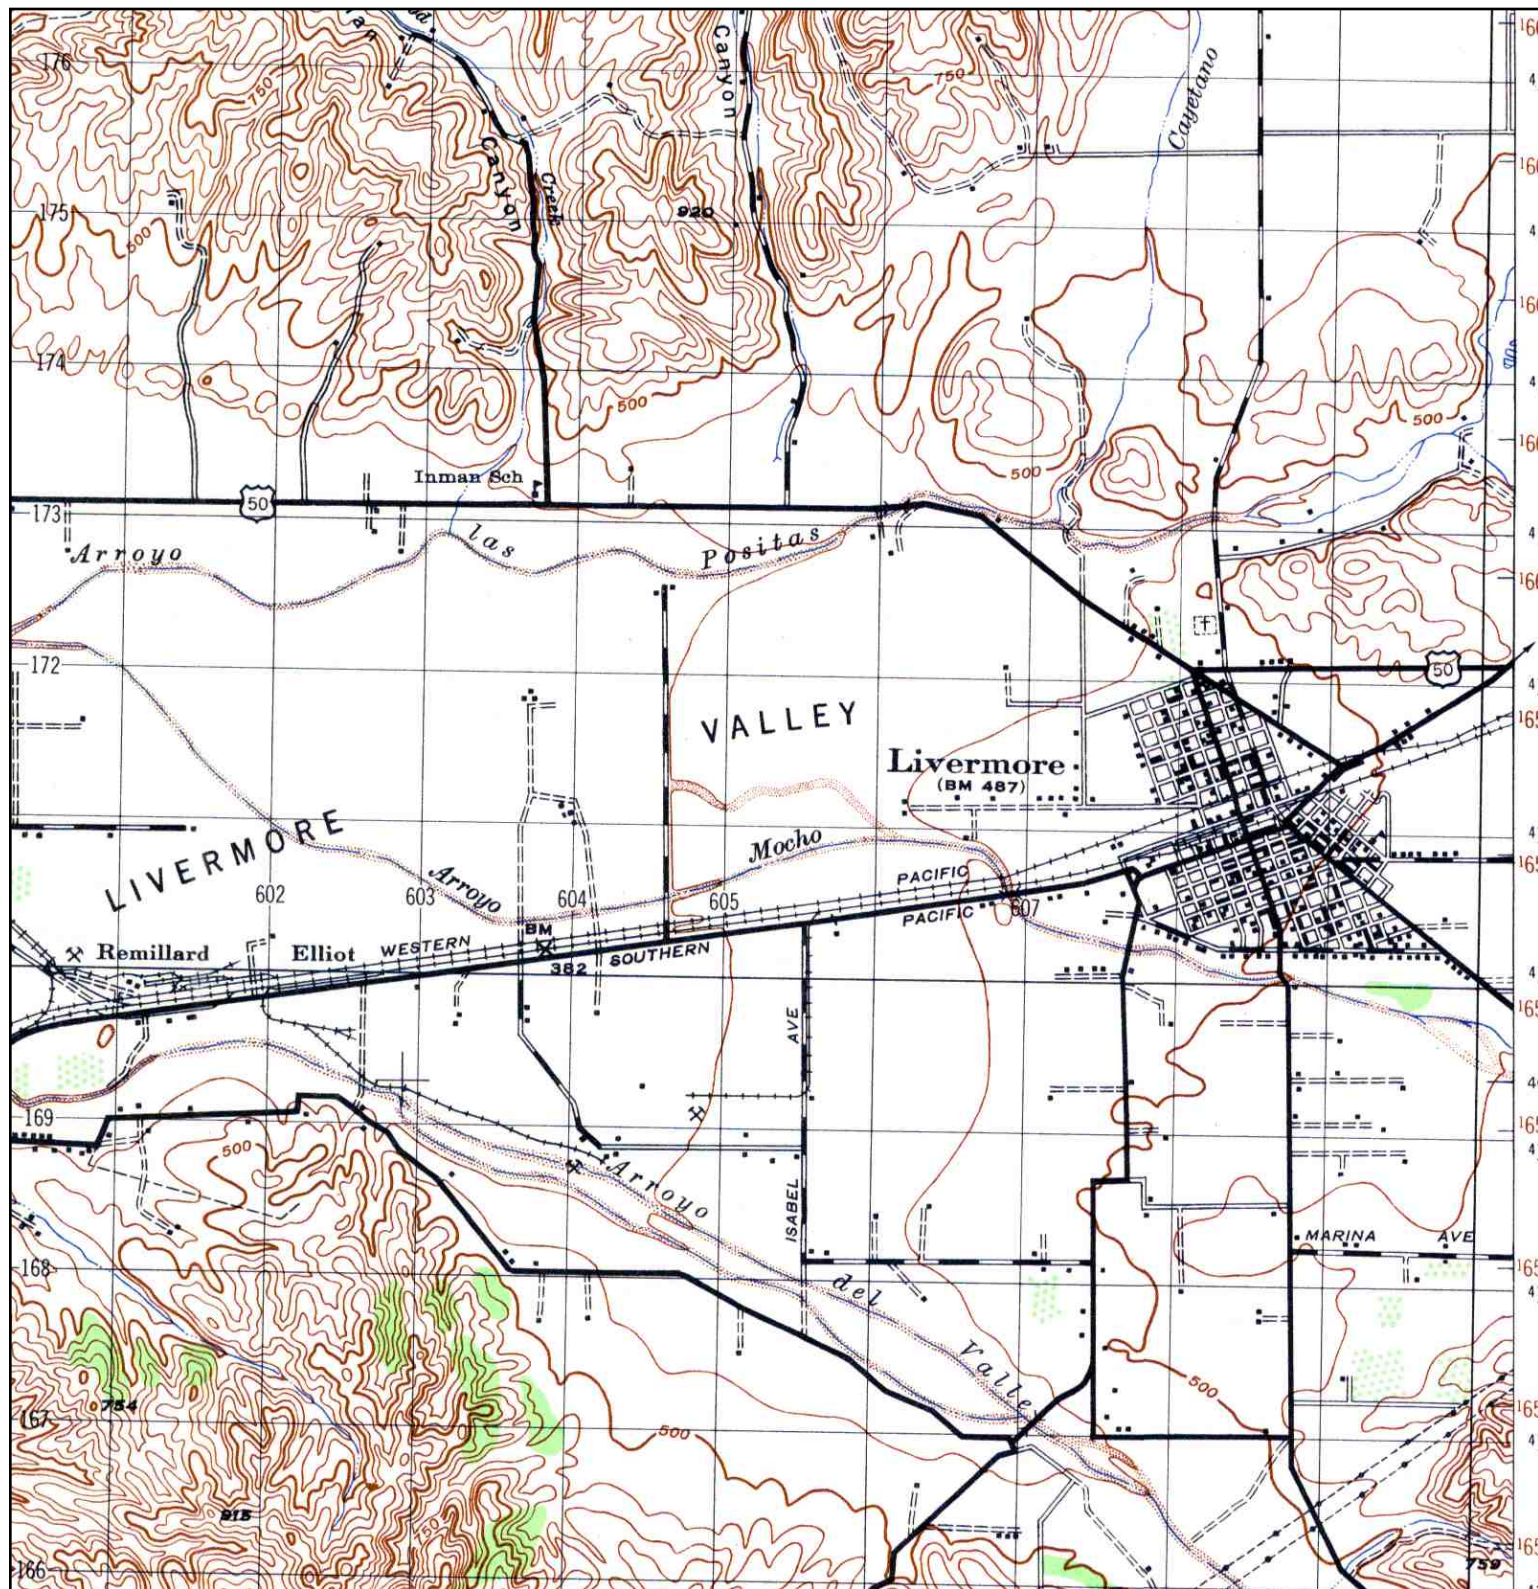 Canyon
176
750
750
Cayetano
Canyon
Creek
175
500
920
174
500
500
500
Inman Sch
50
173
Arroyo
las
Positas
172
50
VALLEY
Livermore
(BM 487)
LIVERMORE
Mocho
602
603
Arroyo
604
605
PACIFIC
607
PACIFIC
BM
Remillard
Elliot
WESTERN
382
SOUTHERN
AVE
169
500
Arroyo
ISABEL
MARINA AVE
168
del
Valle
500
754
167
500
915
750
166
759